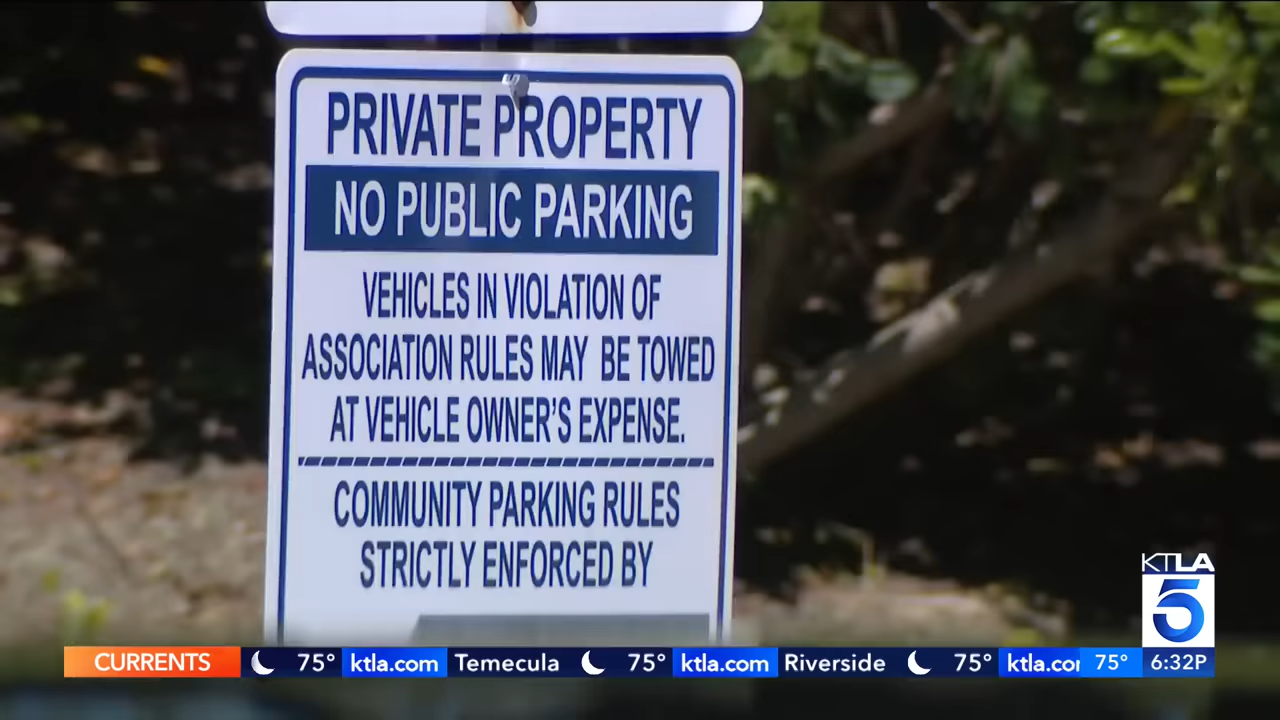 PRIVATE PROPERTY
NO PUBLIC PARKING
VEHICLES IN VIOLATION OF
ASSOCIATION RULES MAY BE TOWED
AT VEHICLE OWNER'S EXPENSE.
COMMUNITY PARKING RULES
STRICTLY ENFORCED BY
KTLA
5
CURRENTS 75° ktla.com Temecula 75° ktla.com Riverside 75° ktla.co 75° 6:32P